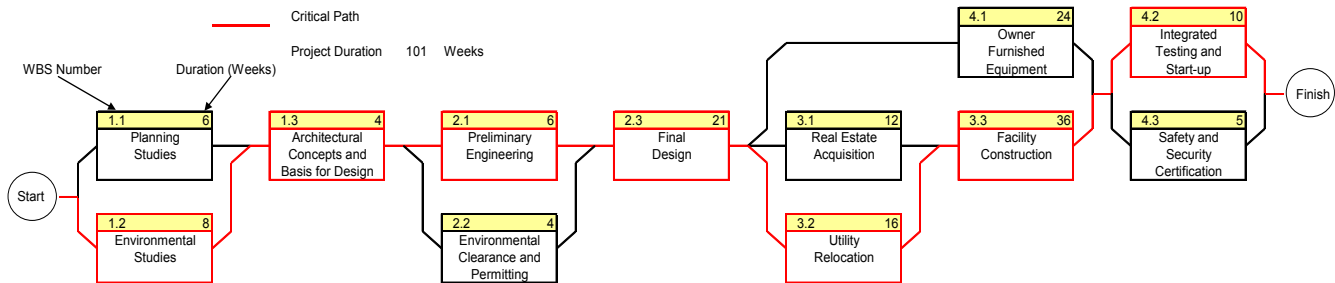 Critical Path
Project Duration 101 Weeks
WBS Number
Duration (Weeks)
Start
1.1 6
Planning
Studies
1.2 8
Environmental
Studies
1.3 4
Architectural
Concepts and
Basis for Design
2.1 6
Preliminary
Engineering
2.2 4
Environmental
Clearance and
Permitting
2.3 21
Final
Design
3.1 12
Real Estate
Acquisition
3.2 16
Utility
Relocation
4.1 24
Owner
Furnished
Equipment
3.3 36
Facility
Construction
4.2 10
Integrated
Testing and
Start-up
4.3 5
Safety and
Security
Certification
Finish